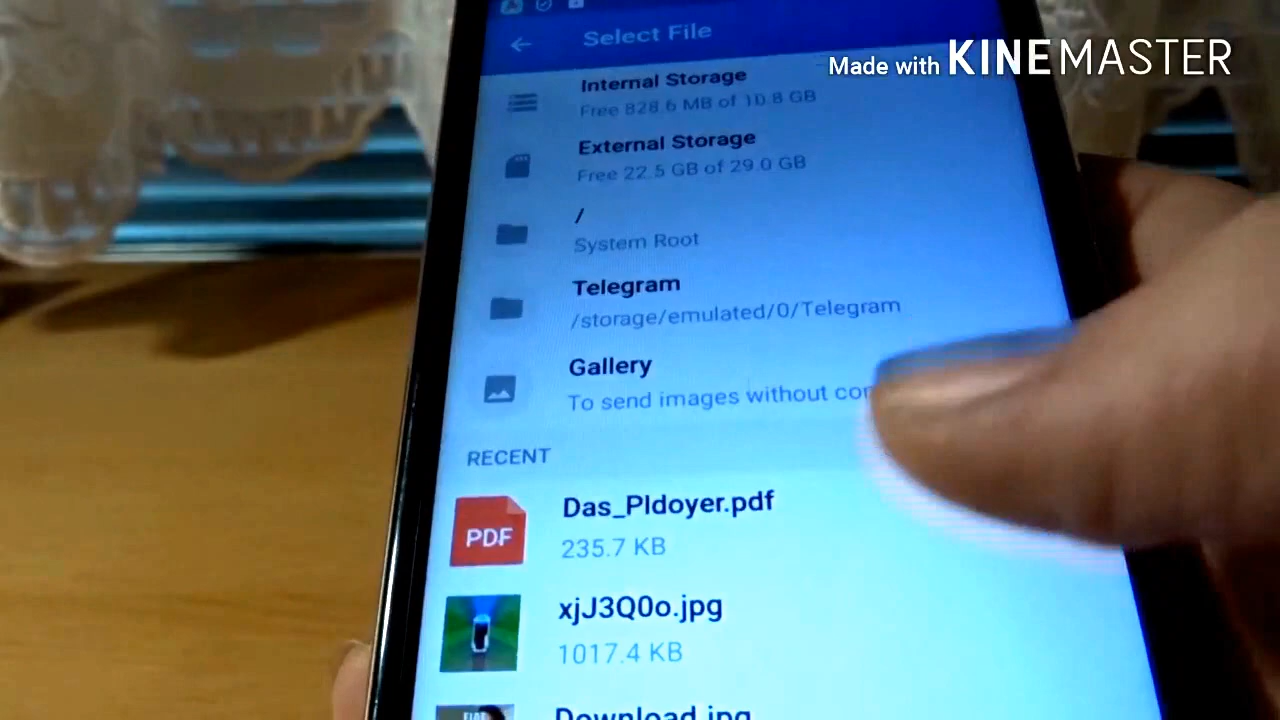 Select File
Made with KINEMASTER
Internal Storage
Free 828.6 MB of 10.8 GB
External Storage
Free 22.5 GB of 29.0 GB
/
System Root
Telegram
/storage/emulated/0/Telegram
Gallery
To send images without
RECENT
PDF
Das_Pldoyer.pdf
235.7 KB
xjJ3Q0o.jpg
1017.4 KB
Download.jpg